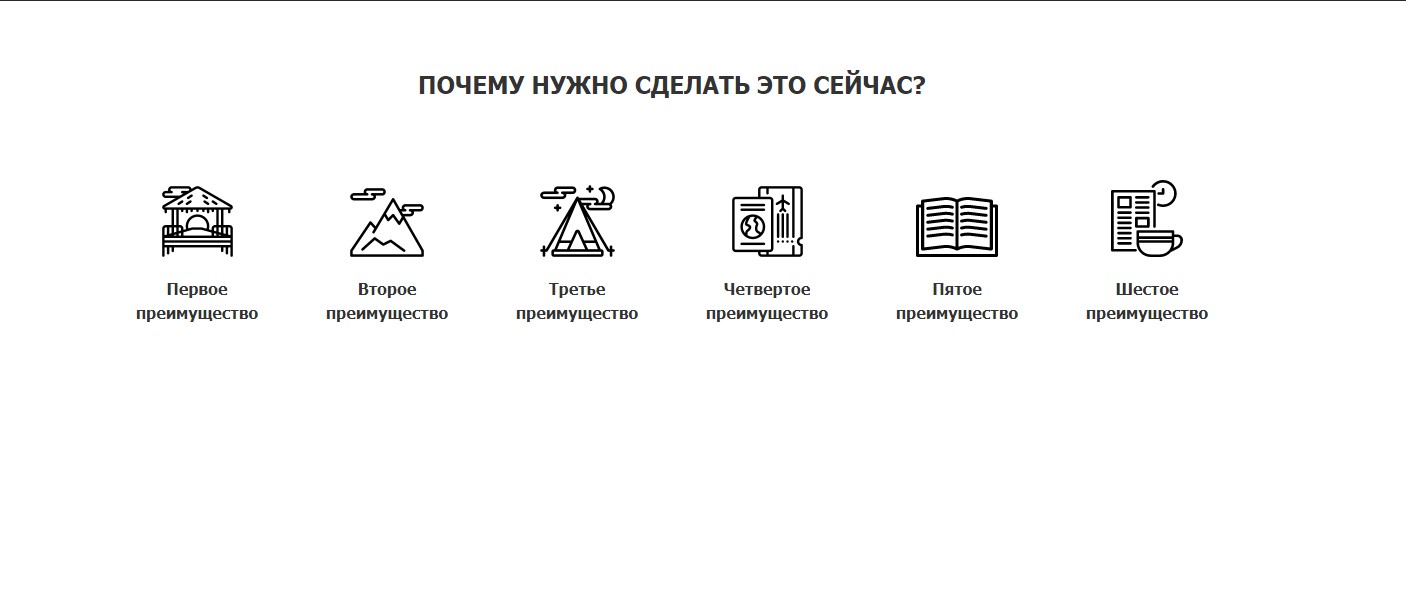 ПОЧЕМУ НУЖНО СДЕЛАТЬ ЭТО СЕЙЧАС?
Первое
преимущество
Второе
преимущество
Третье
преимущество
Четвертое
преимущество
Пятое
преимущество
Шестое
преимущество